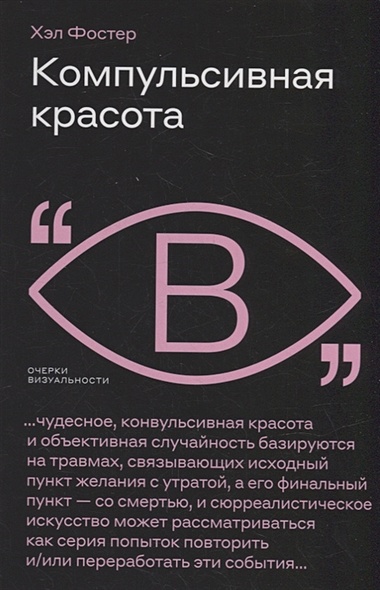 Хэл Фостер
Компульсивная
красота
“
В
”
ОЧЕРКИ
ВИЗУАЛЬНОСТИ
...чудесное, конвульсивная красота
и объективная случайность базируются
на травмах, связывающих исходный
пункт желания с утратой, а его финальный
пункт — со смертью, и сюрреалистическое
искусство может рассматриваться
как серия попыток повторить
и/или переработать эти события...